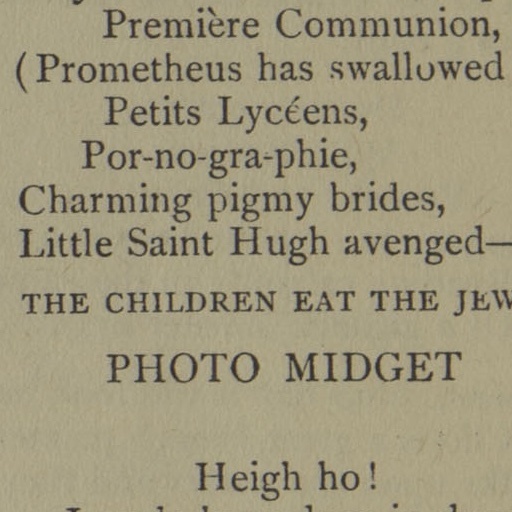 Première Communion,
(Prometheus has swallowed
Petits Lycéens,
Por-no-gra-phie,
Charming pigmy brides,
Little Saint Hugh avenged—
THE CHILDREN EAT THE JEW
PHOTO MIDGET
Heigh ho!